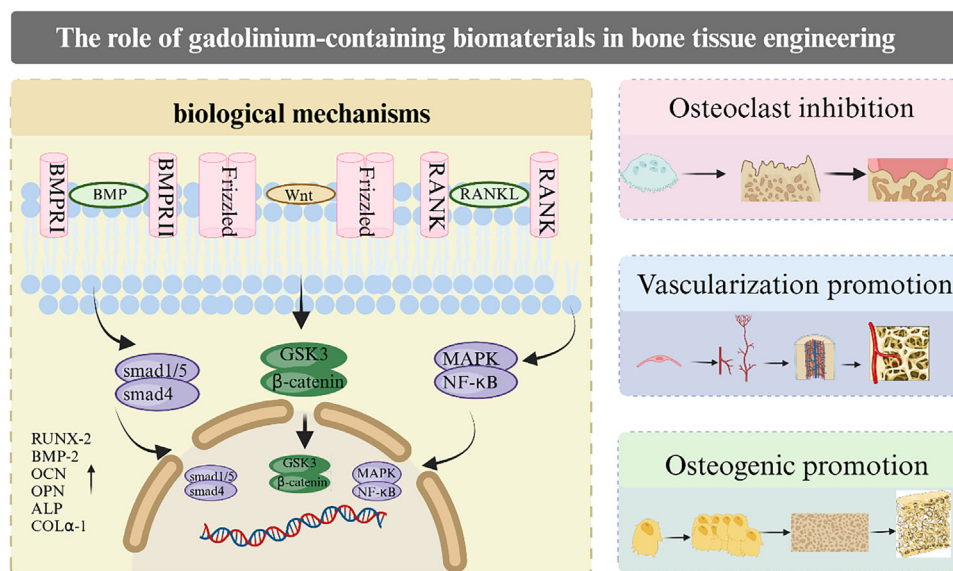 The role of gadolinium-containing biomaterials in bone tissue engineering
biological mechanisms
BMPRI
BMP
BMPRII
Frizzled
Wnt
Frizzled
RANK
RANKL
RANK
smad1/5
smad4
GSK3
β-catenin
MAPK
NF-κB
RUNX-2
BMP-2
OCN
OPN
ALP
COLα-1
smad1/5
smad4
GSK3
β-catenin
MAPK
NF-κB
Osteoclast inhibition
Vascularization promotion
Osteogenic promotion